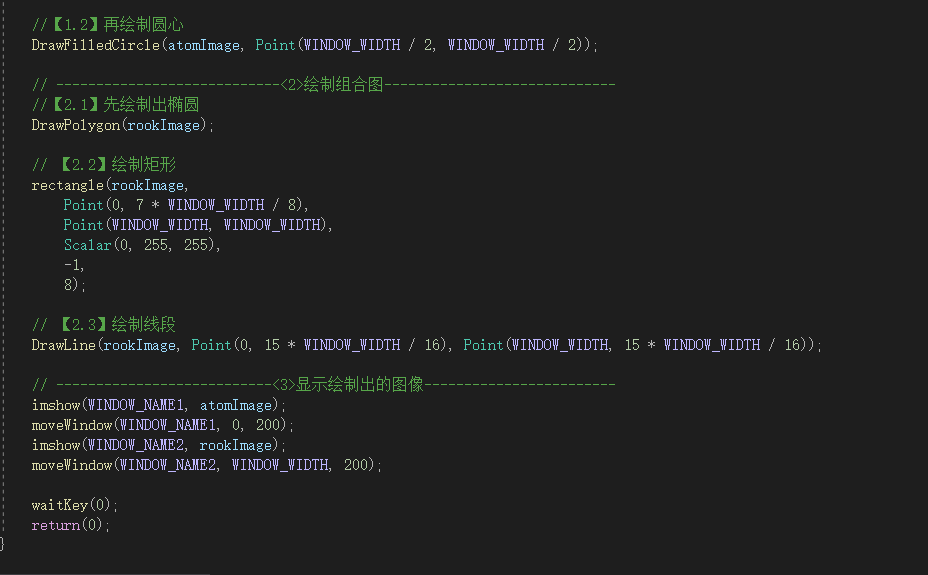 //【1.2】再绘制圆心
DrawFilledCircle(atomImage, Point(WINDOW_WIDTH / 2, WINDOW_WIDTH / 2));
// ----------------------------<2>绘制组合图-----------------------------
//【2.1】先绘制出椭圆
DrawPolygon(rookImage);
// 【2.2】绘制矩形
rectangle(rookImage,
Point(0, 7 * WINDOW_WIDTH / 8),
Point(WINDOW_WIDTH, WINDOW_WIDTH),
Scalar(0, 255, 255),
-1,
8);
// 【2.3】绘制线段
DrawLine(rookImage, Point(0, 15 * WINDOW_WIDTH / 16), Point(WINDOW_WIDTH, 15 * WINDOW_WIDTH / 16));
// ---------------------------<3>显示绘制出的图像------------------------
imshow(WINDOW_NAME1, atomImage);
moveWindow(WINDOW_NAME1, 0, 200);
imshow(WINDOW_NAME2, rookImage);
moveWindow(WINDOW_NAME2, WINDOW_WIDTH, 200);
waitKey(0);
return(0);
}